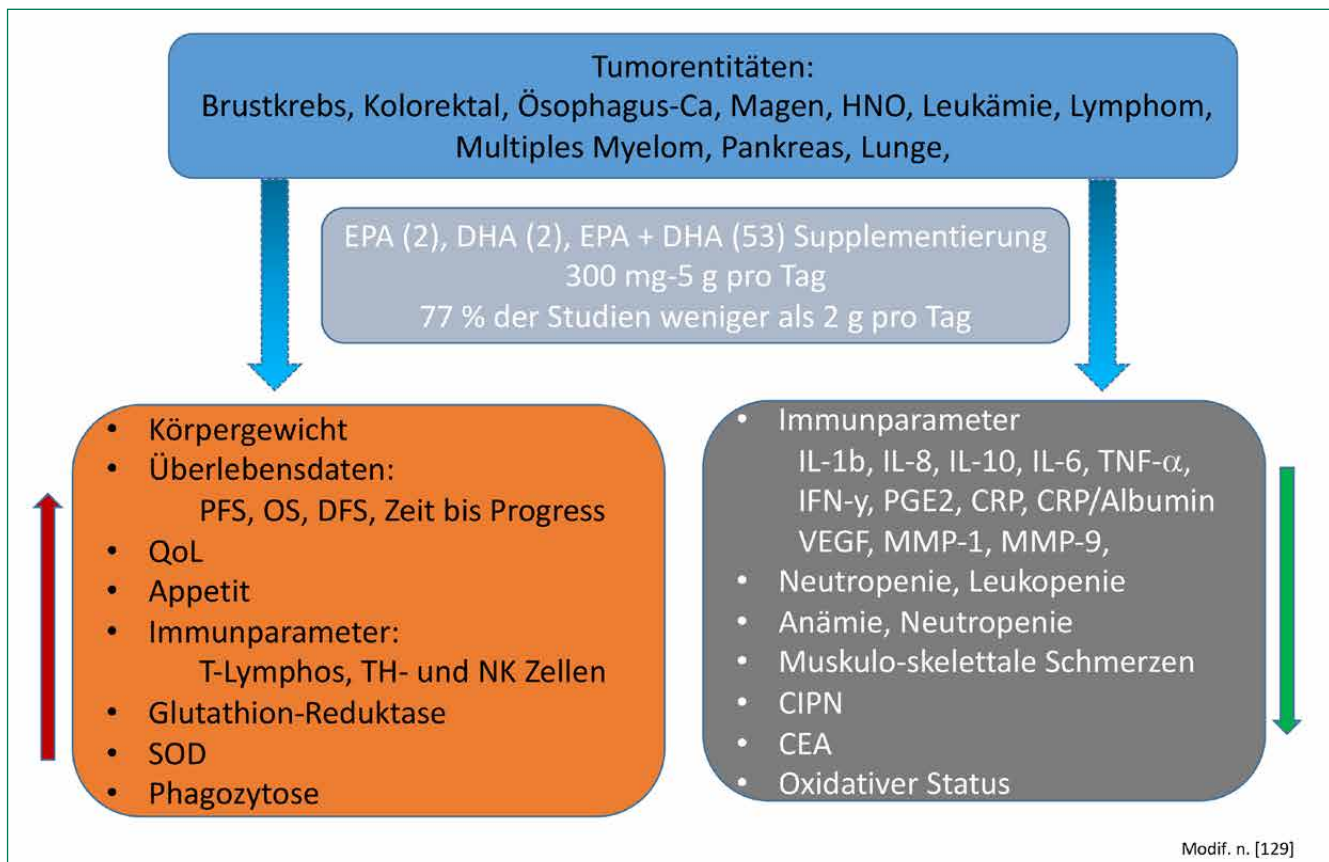 Tumorentitäten:
Brustkrebs, Kolorektal, Ösophagus-Ca, Magen, HNO, Leukämie, Lymphom,
Multiples Myelom, Pankreas, Lunge,
EPA (2), DHA (2), EPA + DHA (53) Supplementierung
300 mg-5 g pro Tag
77 % der Studien weniger als 2 g pro Tag
• Körpergewicht
• Überlebensdaten:
PFS, OS, DFS, Zeit bis Progress
• QoL
• Appetit
• Immunparameter:
T-Lymphos, TH- und NK Zellen
• Glutathion-Reduktase
• SOD
• Phagozytose
• Immunparameter
IL-1b, IL-8, IL-10, IL-6, TNF-α,
IFN-y, PGE2, CRP, CRP/Albumin
VEGF, MMP-1, MMP-9,
• Neutropenie, Leukopenie
• Anämie, Neutropenie
• Muskulo-skelettale Schmerzen
• CIPN
• CEA
• Oxidativer Status
Modif. n. [129]